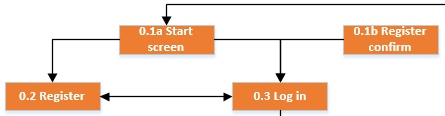 0.1a Start
screen
0.1b Register
confirm
0.2 Register
0.3 Log in